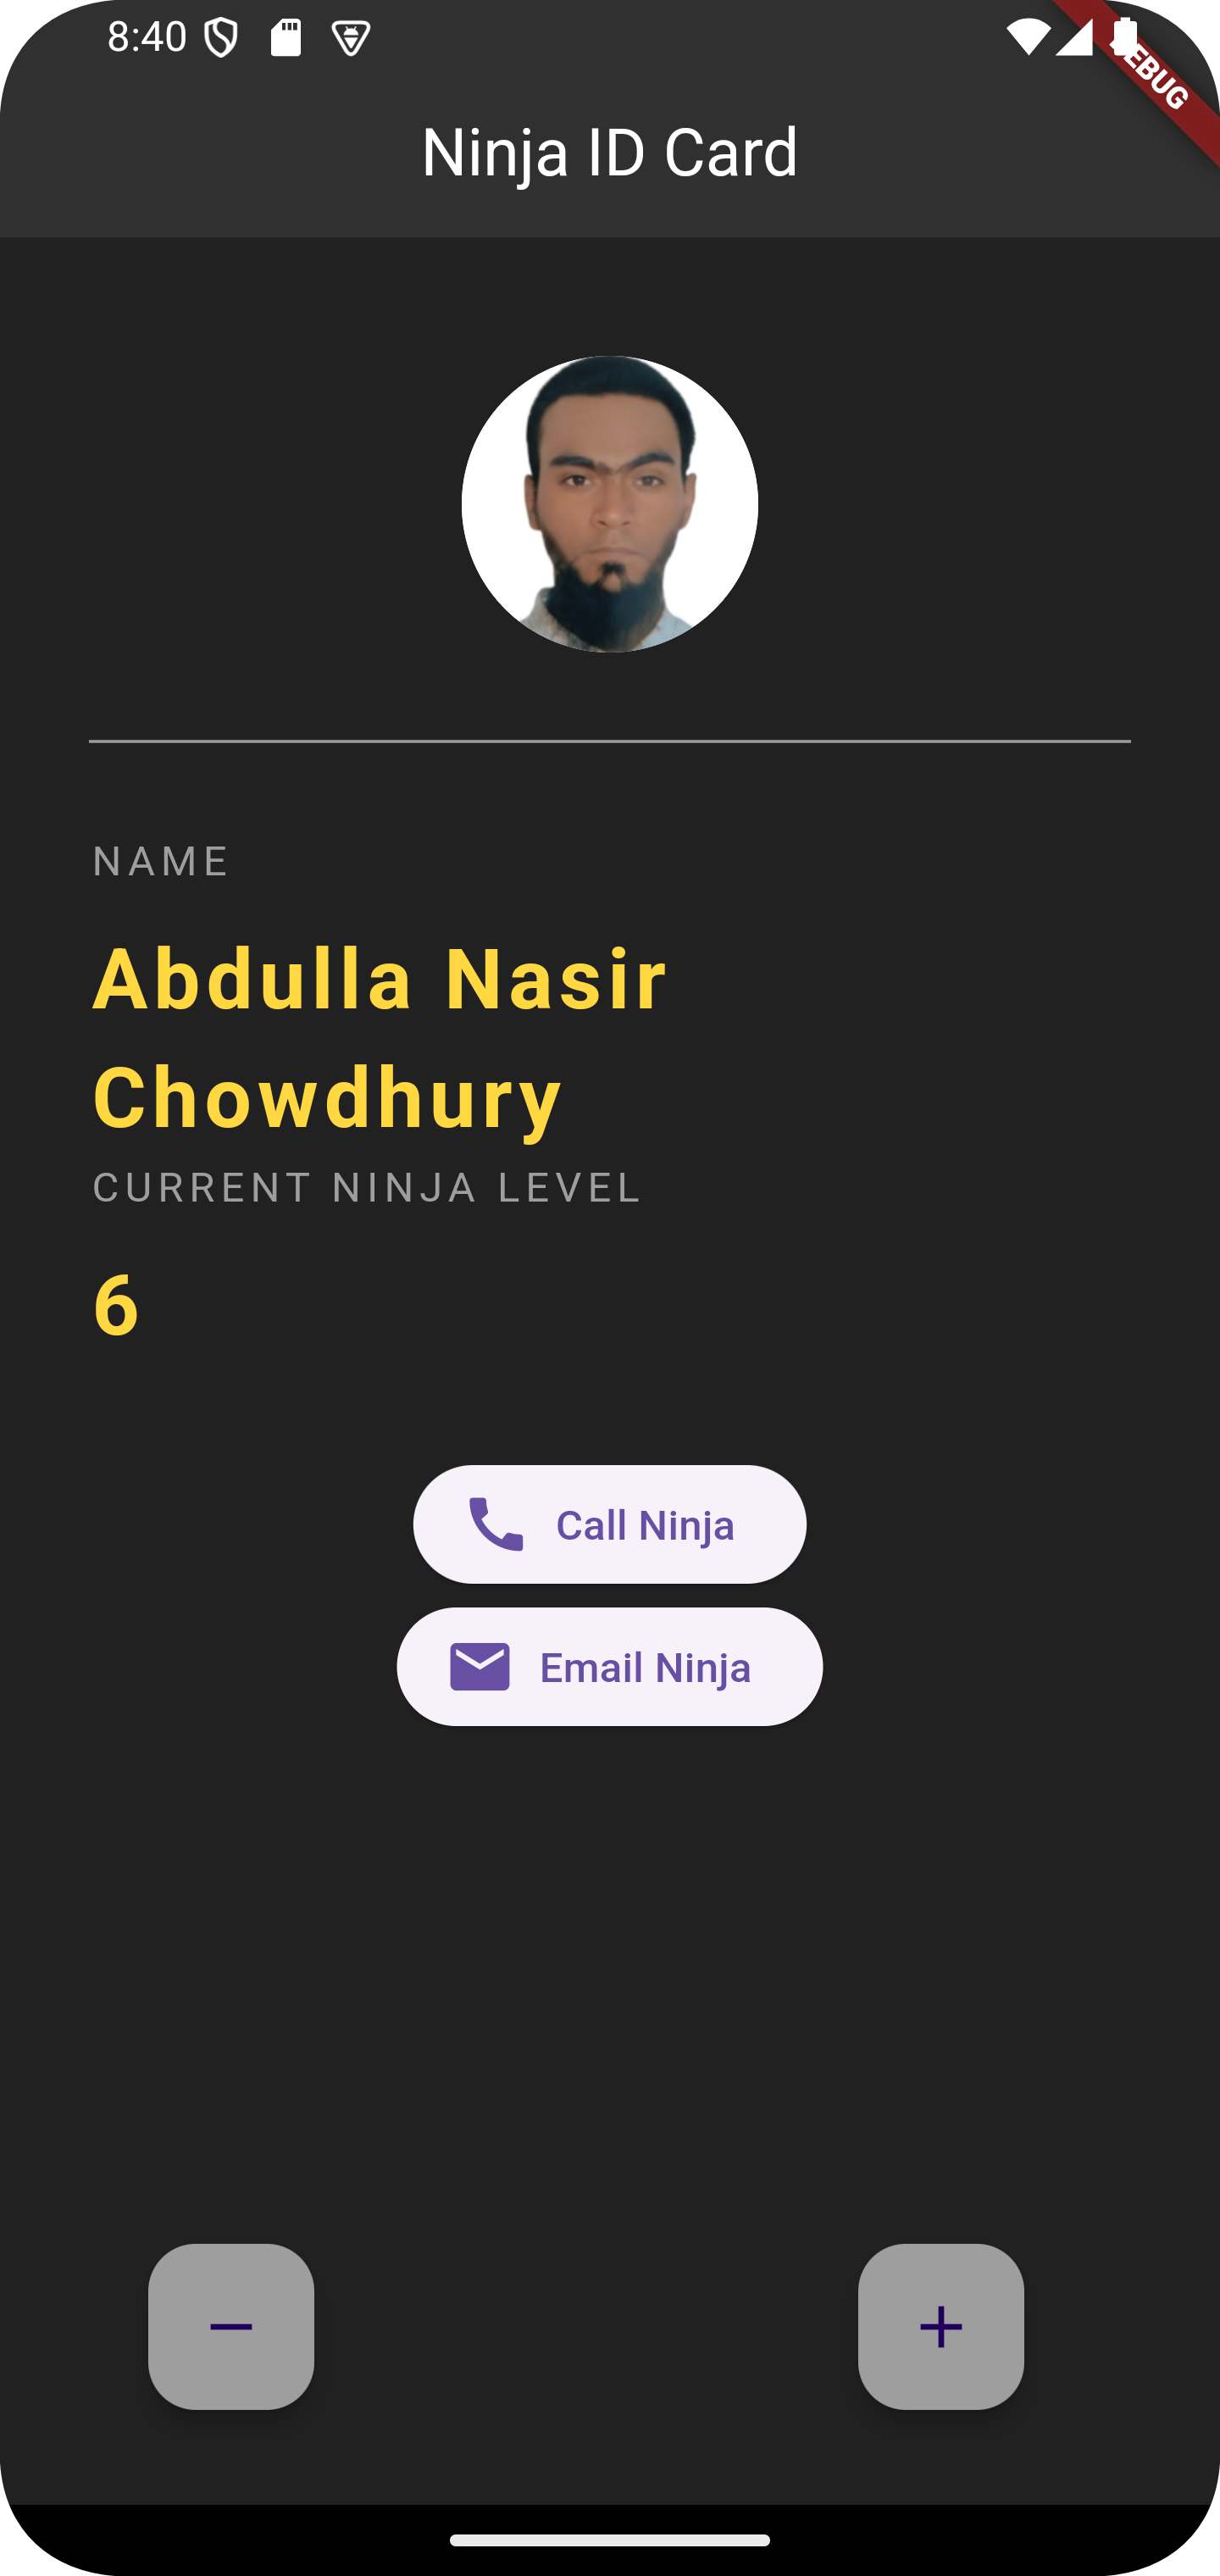 8:40
EBUG
Ninja ID Card
NAME
Abdulla Nasir
Chowdhury
CURRENT NINJA LEVEL
6
Call Ninja
Email Ninja